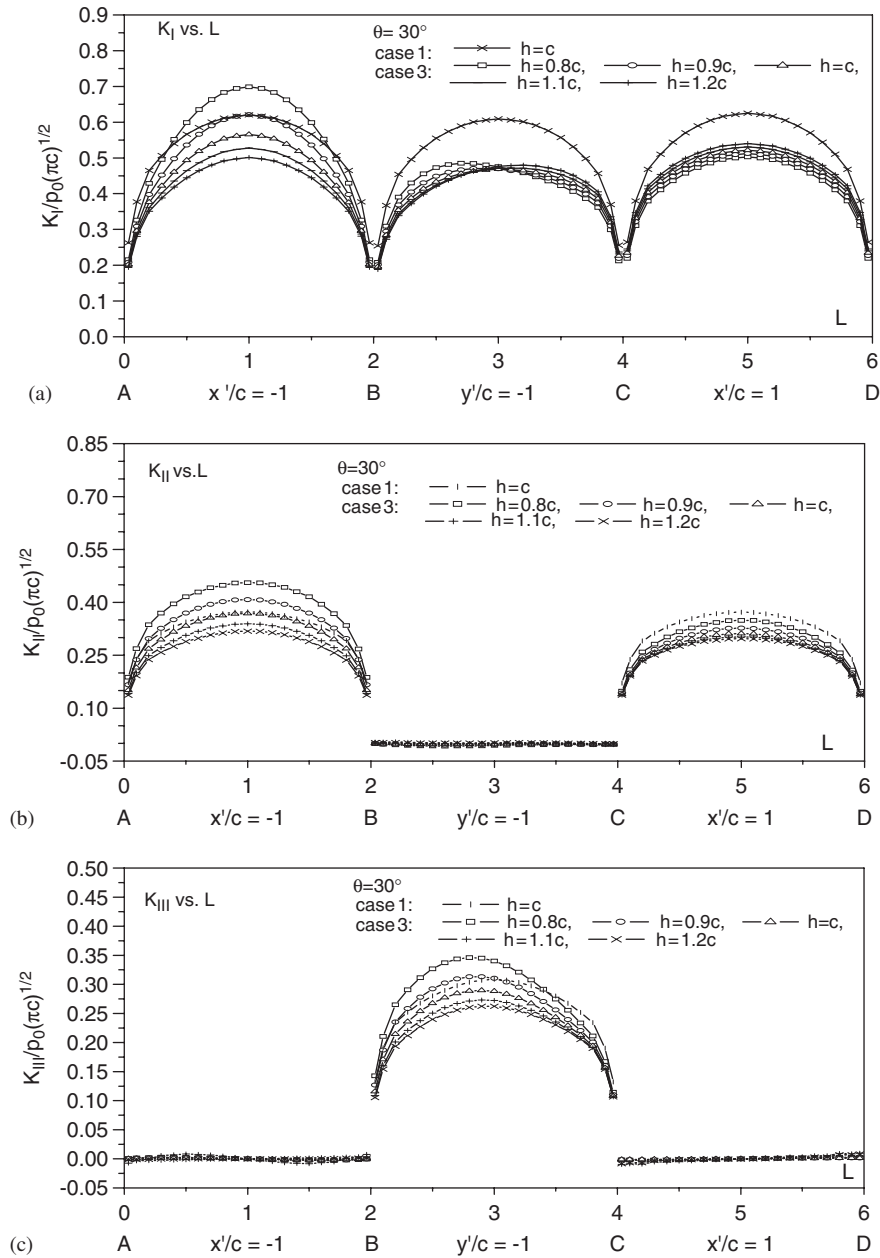 K_I vs. L
θ= 30°
case 1: h=c
case 3: h=0.8c, h=0.9c, h=c,
h=1.1c, h=1.2c
K_I/p_0(πc)^1/2
0.9
0.8
0.7
0.6
0.5
0.4
0.3
0.2
0.1
0.0
L
0 1 2 3 4 5 6
(a) A x'/c = -1 B y'/c = -1 C x'/c = 1 D
K_II vs.L
θ=30°
case 1: h=c
case 3: h=0.8c, h=0.9c, h=c,
h=1.1c, h=1.2c
K_II/p_0(πc)^1/2
0.85
0.70
0.55
0.40
0.25
0.10
-0.05
L
0 1 2 3 4 5 6
(b) A x'/c = -1 B y'/c = -1 C x'/c = 1 D
K_III vs. L
θ=30°
case 1: h=c
case 3: h=0.8c, h=0.9c, h=c,
h=1.1c, h=1.2c
K_III/p_0(πc)^1/2
0.50
0.45
0.40
0.35
0.30
0.25
0.20
0.15
0.10
0.00
-0.05
L
0 1 2 3 4 5 6
(c) A x'/c = -1 B y'/c = -1 C x'/c = 1 D